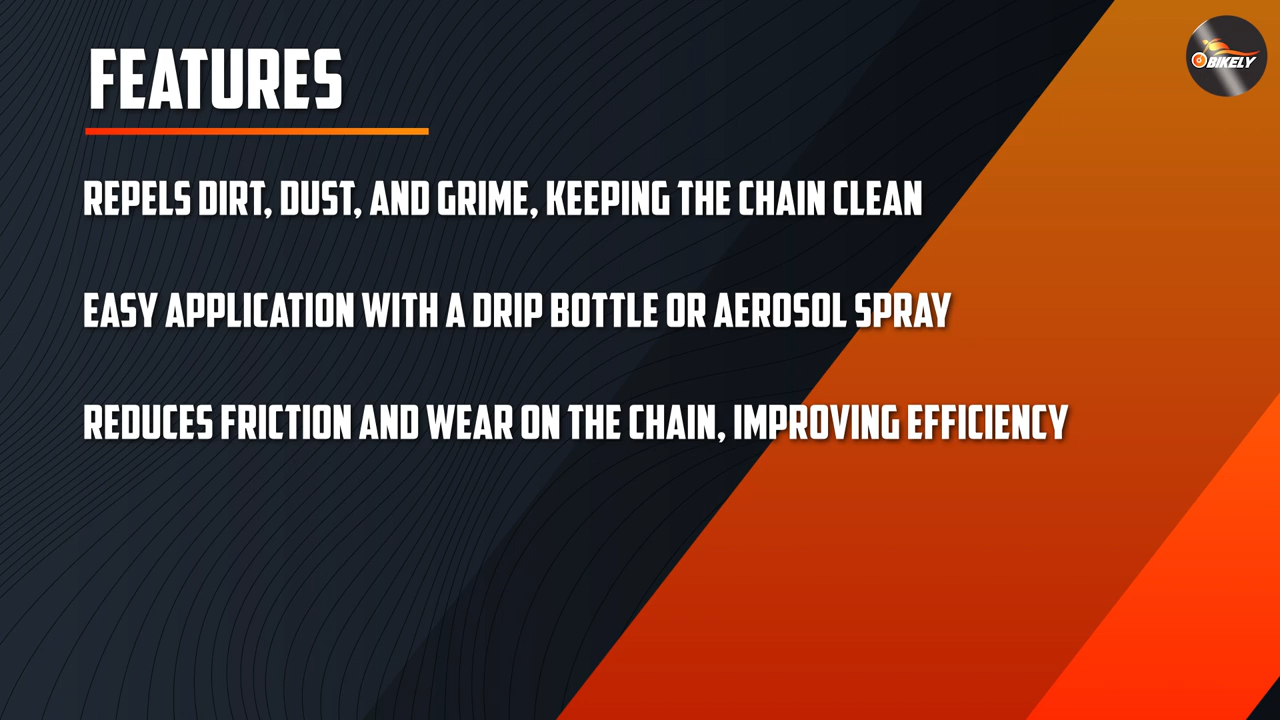 FEATURES
BIKELY
REPELS DIRT, DUST, AND GRIME, KEEPING THE CHAIN CLEAN
EASY APPLICATION WITH A DRIP BOTTLE OR AEROSOL SPRAY
REDUCES FRICTION AND WEAR ON THE CHAIN, IMPROVING EFFICIENCY